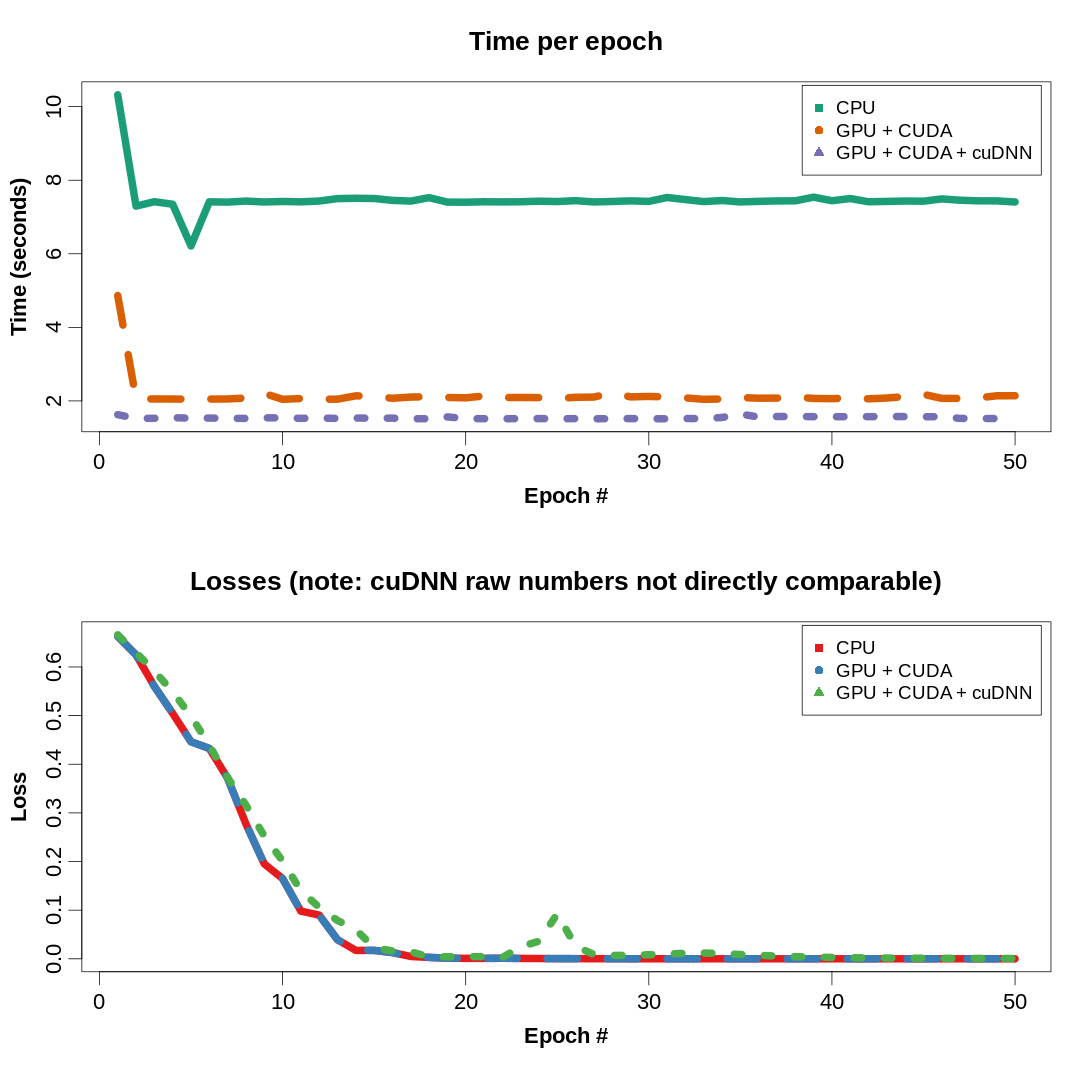 Time per epoch
10
8
6
4
2
Time (seconds)
CPU
GPU + CUDA
GPU + CUDA + cuDNN
0 10 20 30 40 50
Epoch #
Losses (note: cuDNN raw numbers not directly comparable)
0.6
0.5
0.4
0.3
0.2
0.1
0.0
Loss
CPU
GPU + CUDA
GPU + CUDA + cuDNN
0 10 20 30 40 50
Epoch #